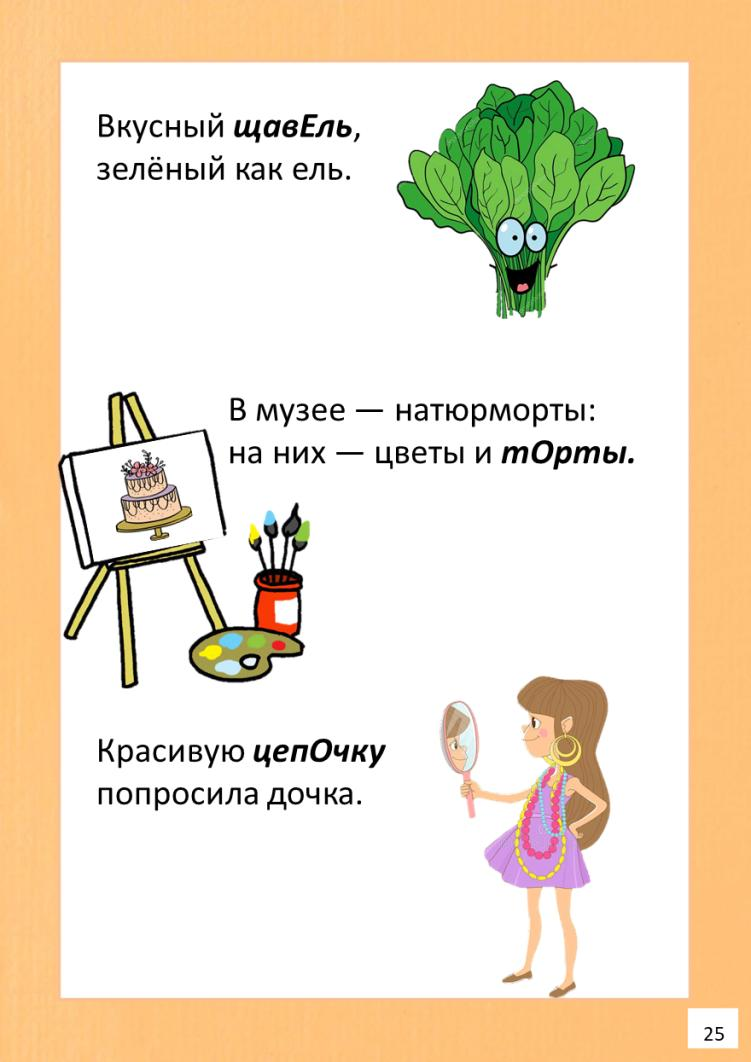 Вкусный щавЕль,
зелёный как ель.
В музее — натюрморты:
на них — цветы и тОрты.
Красивую цепОчку
попросила дочка.
25